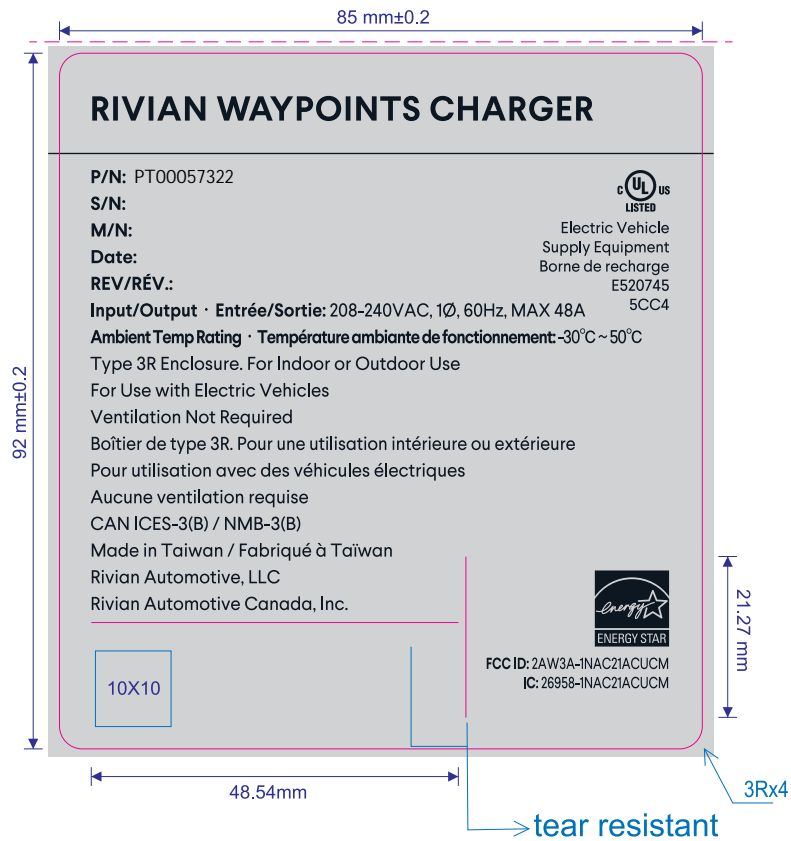 85 mm±0.2
RIVIAN WAYPOINTS CHARGER
P/N: PT00057322
S/N:
M/N:
Date:
REV/RÉV.:
C UL US
LISTED
Electric Vehicle
Supply Equipment
Borne de recharge
E520745
5CC4
Input/Output · Entrée/Sortie: 208-240VAC, 1Ø, 60Hz, MAX 48A
Ambient Temp Rating · Température ambiante de fonctionnement: -30°C ~ 50°C
Type 3R Enclosure. For Indoor or Outdoor Use
For Use with Electric Vehicles
Ventilation Not Required
Boîtier de type 3R. Pour une utilisation intérieure ou extérieure
Pour utilisation avec des véhicules électriques
Aucune ventilation requise
CAN ICES-3(B) / NMB-3(B)
Made in Taiwan / Fabriqué à Taïwan
Rivian Automotive, LLC
Rivian Automotive Canada, Inc.
92 mm±0.2
energy
ENERGY STAR
FCC ID: 2AW3A-1NAC21ACUCM
IC: 26958-1NAC21ACUCM
21.27 mm
10X10
48.54mm
3Rx4
tear resistant